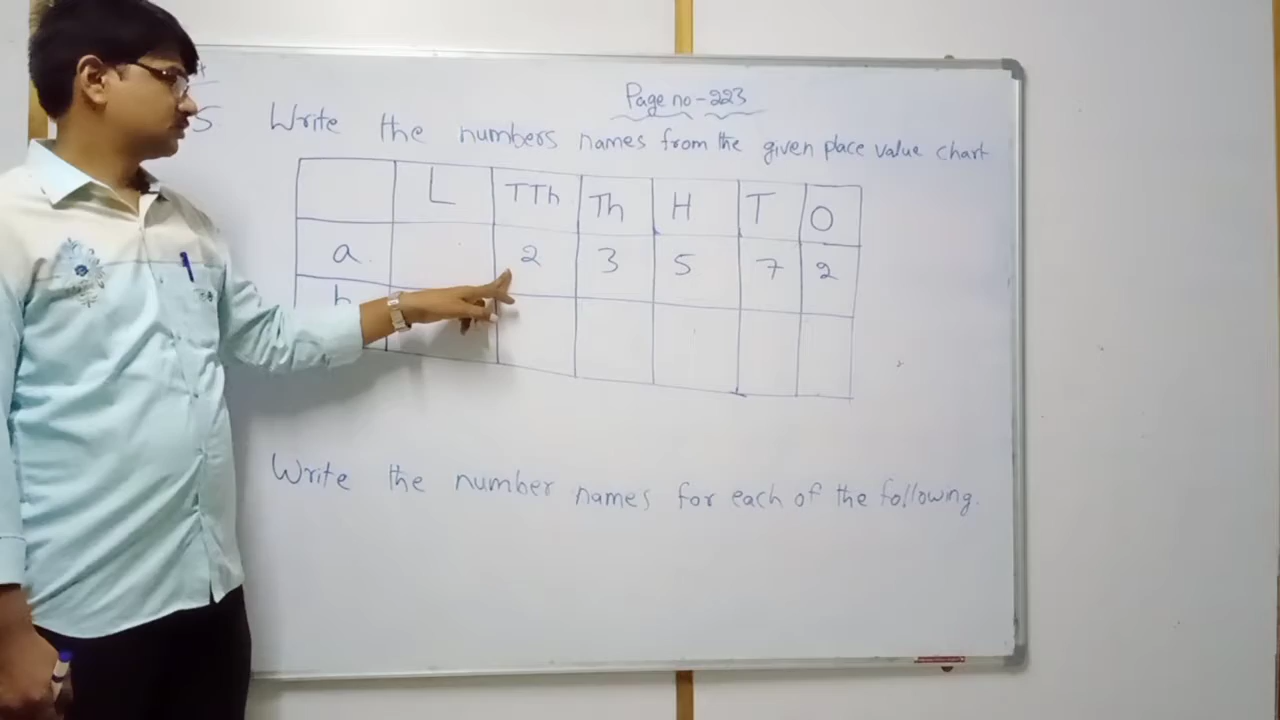 Page no-223
5 Write the numbers names from the given place value chart
L TTh Th H T O
a. 2 3 5 7 2
b
Write the number names for each of the following.